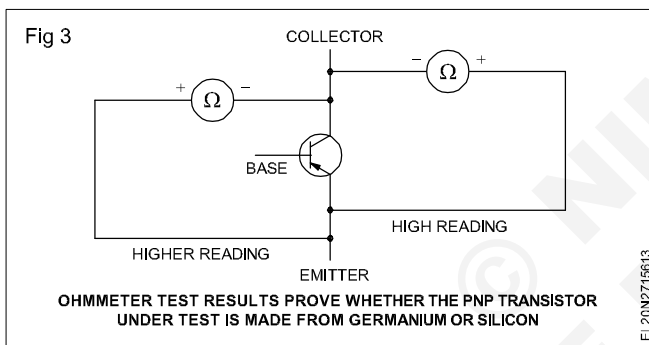 Fig 3
COLLECTOR
+ Ω −
− Ω +
BASE
HIGHER READING
HIGH READING
EMITTER
OHMMETER TEST RESULTS PROVE WHETHER THE PNP TRANSISTOR
UNDER TEST IS MADE FROM GERMANIUM OR SILICON
EL20N2715613
© NI